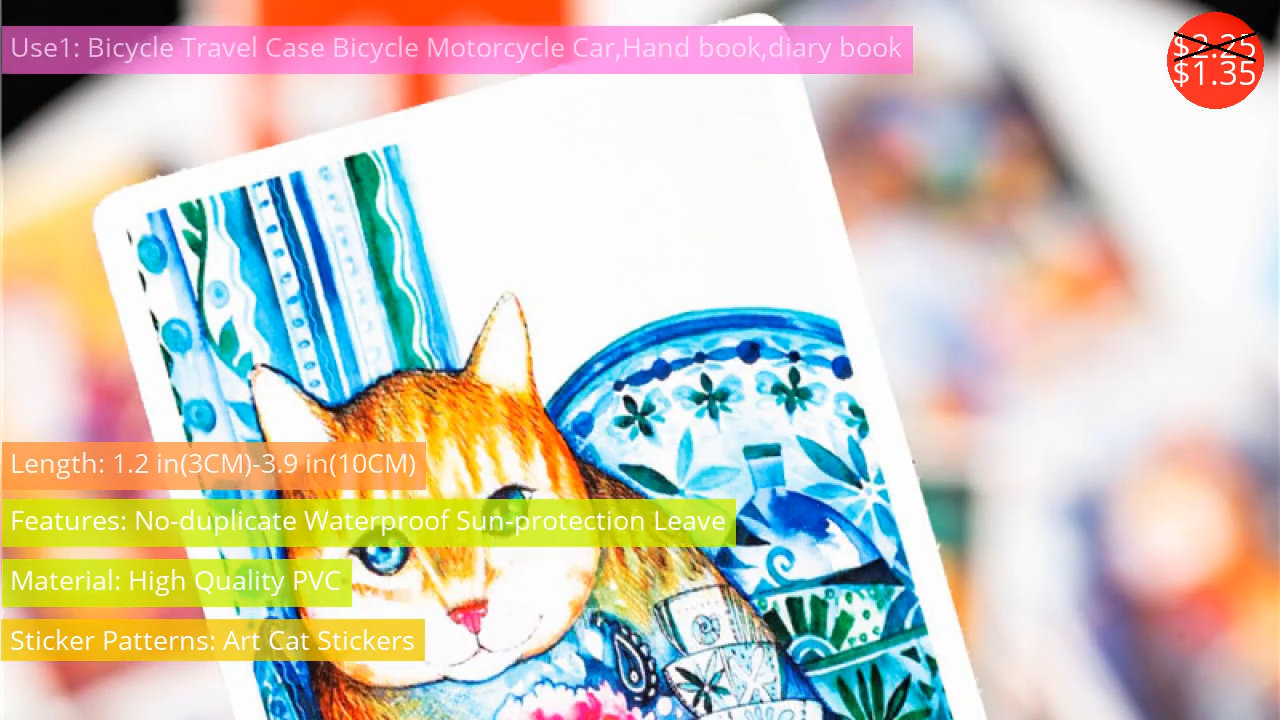 Use1: Bicycle Travel Case Bicycle Motorcycle Car,Hand book,diary book
$2.25
$1.35
Length: 1.2 in(3CM)-3.9 in(10CM)
Features: No-duplicate Waterproof Sun-protection Leave
Material: High Quality PVC
Sticker Patterns: Art Cat Stickers